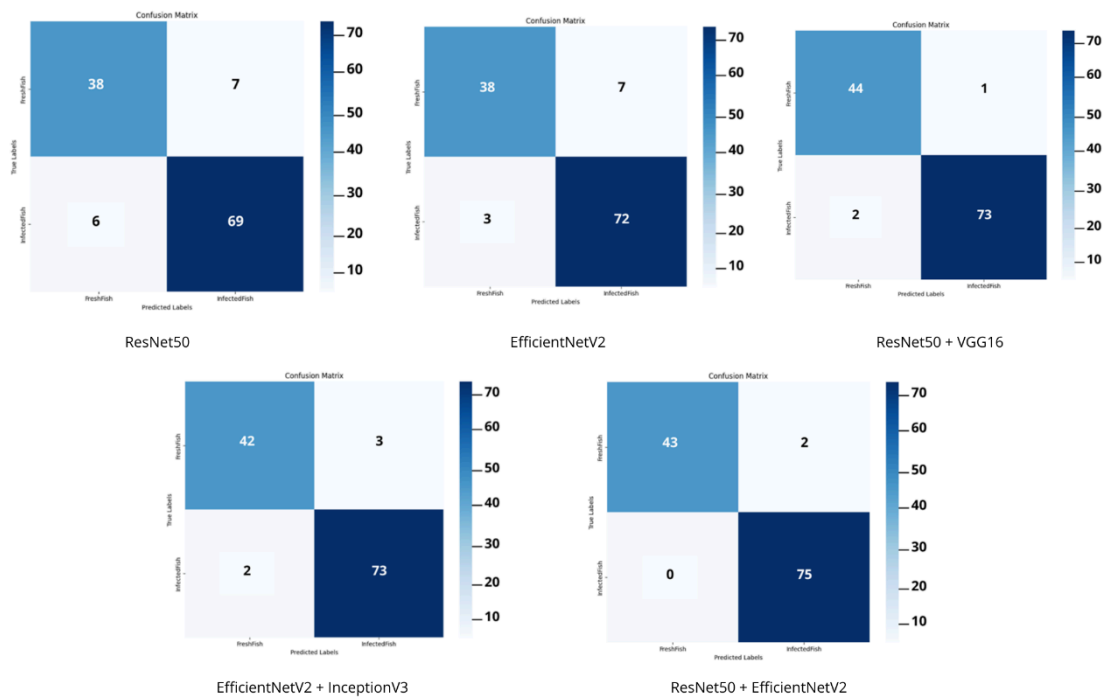 Confusion Matrix
FreshFish
38
7
True Labels
InfectedFish
6
69
FreshFish
InfectedFish
Predicted Labels
70
60
50
40
30
20
10
ResNet50
Confusion Matrix
FreshFish
38
7
True Labels
InfectedFish
3
72
FreshFish
InfectedFish
Predicted Labels
70
60
50
40
30
20
10
EfficientNetV2
Confusion Matrix
FreshFish
44
1
True Labels
InfectedFish
2
73
FreshFish
InfectedFish
Predicted Labels
70
60
50
40
30
20
10
ResNet50 + VGG16
Confusion Matrix
FreshFish
42
3
True Labels
InfectedFish
2
73
FreshFish
InfectedFish
Predicted Labels
70
60
50
40
30
20
10
EfficientNetV2 + InceptionV3
Confusion Matrix
FreshFish
43
2
True Labels
InfectedFish
0
75
FreshFish
InfectedFish
Predicted Labels
70
60
50
40
30
20
10
ResNet50 + EfficientNetV2